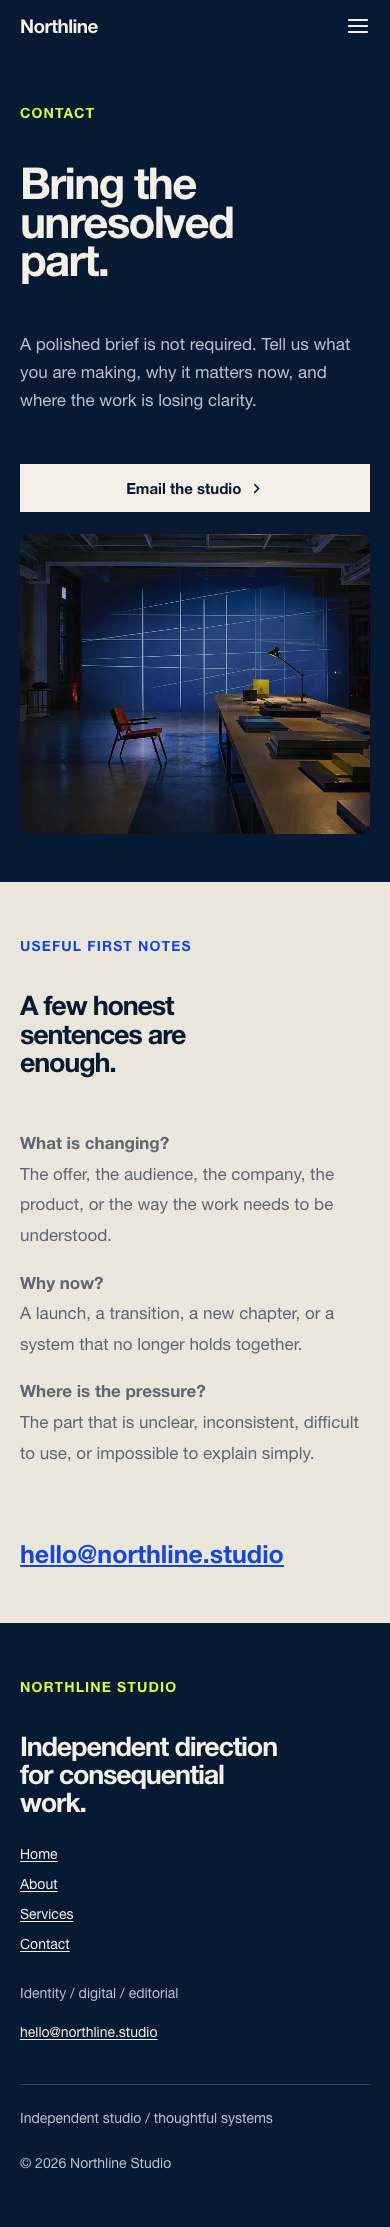 Northline
CONTACT
Bring the
unresolved
part.
A polished brief is not required. Tell us what
you are making, why it matters now, and
where the work is losing clarity.
Email the studio
USEFUL FIRST NOTES
A few honest
sentences are
enough.
What is changing?
The offer, the audience, the company, the
product, or the way the work needs to be
understood.
Why now?
A launch, a transition, a new chapter, or a
system that no longer holds together.
Where is the pressure?
The part that is unclear, inconsistent, difficult
to use, or impossible to explain simply.
hello@northline.studio
NORTHLINE STUDIO
Independent direction
for consequential
work.
Home
About
Services
Contact
Identity / digital / editorial
hello@northline.studio
Independent studio / thoughtful systems
© 2026 Northline Studio